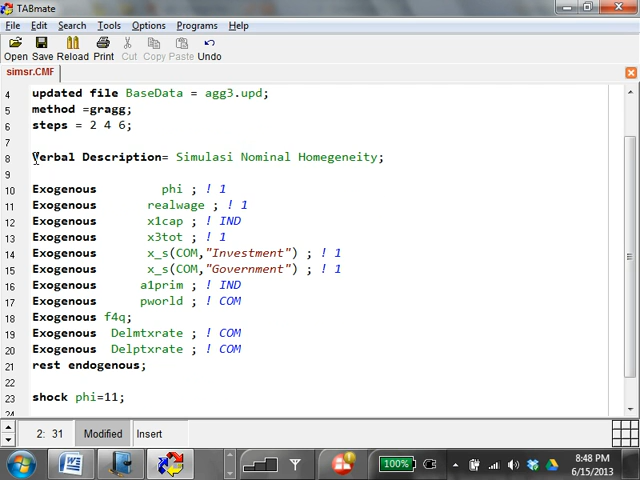 TABmate
File Edit Search Tools Options Programs Help
Open Save Reload Print Cut Copy Paste Undo
simsr.CMF
4 updated file BaseData = agg3.upd;
5 method =gragg;
6 steps = 2 4 6;
7
8 Verbal Description= Simulasi Nominal Homegeneity;
9
10 Exogenous phi ; ! 1
11 Exogenous realwage ; ! 1
12 Exogenous x1cap ; ! IND
13 Exogenous x3tot ; ! 1
14 Exogenous x_s(COM,"Investment") ; ! 1
15 Exogenous x_s(COM,"Government") ; ! 1
16 Exogenous a1prim ; ! IND
17 Exogenous pworld ; ! COM
18 Exogenous f4q;
19 Exogenous Delmtxrate ; ! COM
20 Exogenous Delptxrate ; ! COM
21 rest endogenous;
22
23 shock phi=11;
24
2: 31 Modified Insert
100% 8:48 PM
6/15/2013